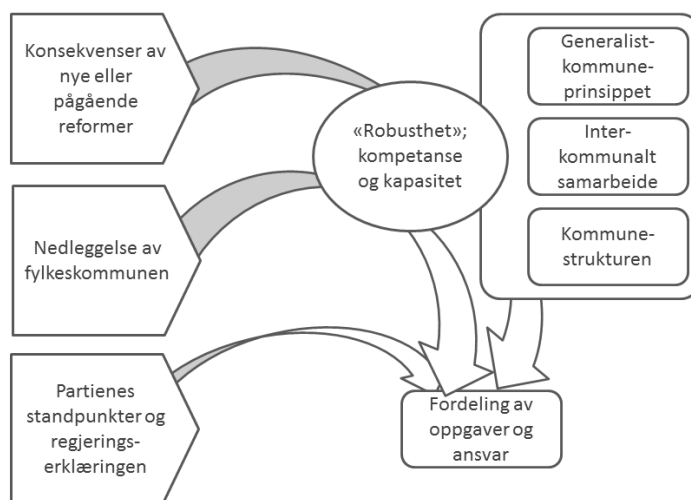 Konsekvenser av
nye eller
pågående
reformer
Nedleggelse av
fylkeskommunen
Partienes
standpunkter og
regjerings-
erklæringen
«Robusthet»;
kompetanse
og kapasitet
Generalist-
kommune-
prinsippet
Inter-
kommunalt
samarbeide
Kommune-
strukturen
Fordeling av
oppgaver og
ansvar